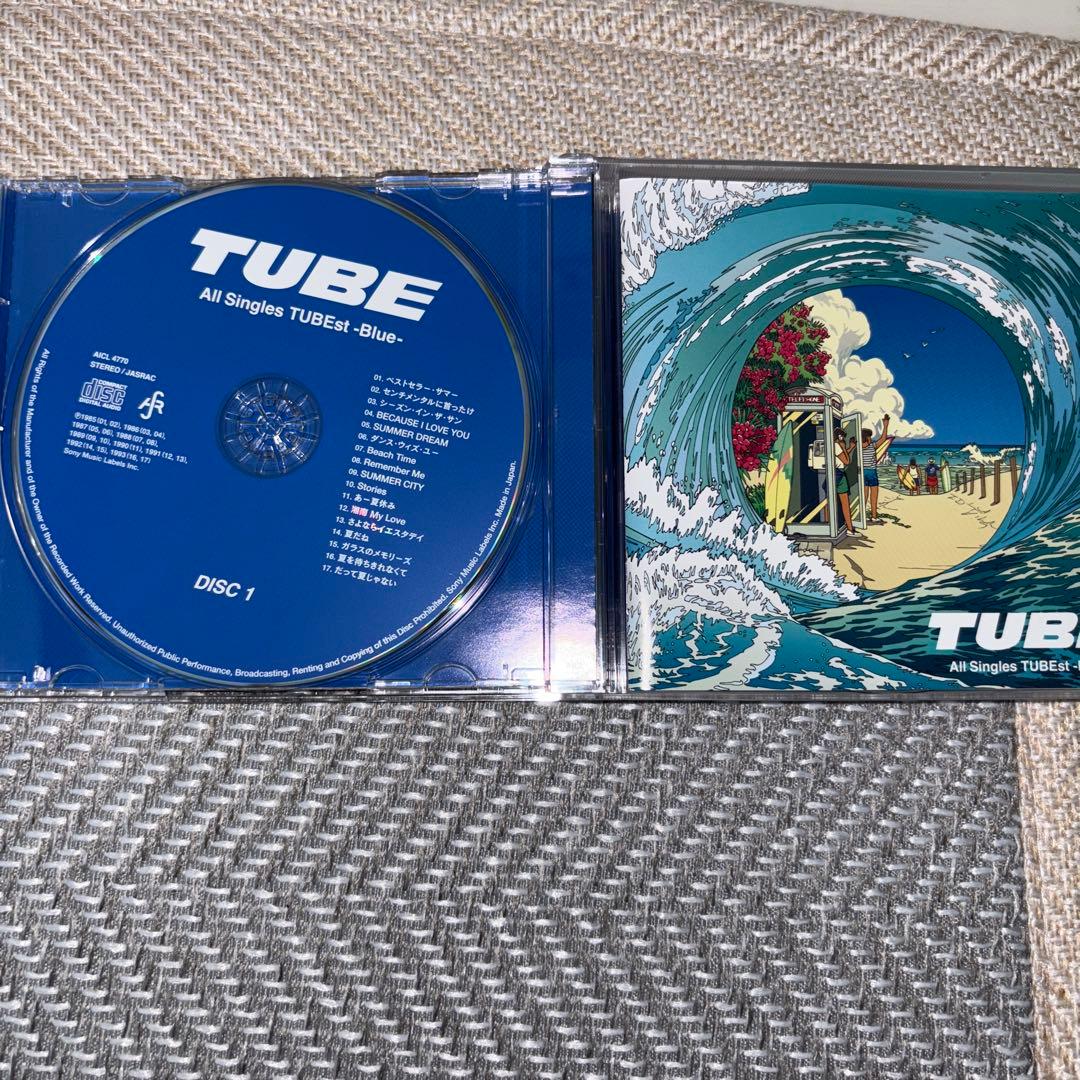 TUBE
All Singles TUBEst -Blue-
AICL 4770
STEREO / JASRAC
COMPACT
disc
DIGITAL AUDIO
℗1985 (01, 02), 1986 (03, 04),
1987 (05, 06), 1988 (07, 08),
1989 (09, 10), 1990 (11), 1991 (12, 13),
1992 (14, 15), 1993 (16, 17)
Sony Music Labels Inc.
01. ベストセラー・サマー
02. センチメンタルに首ったけ
03. シーズン・イン・ザ・サン
04. BECAUSE I LOVE YOU
05. SUMMER DREAM
06. ダンス・ウィズ・ユー
07. Beach Time
08. Remember Me
09. SUMMER CITY
10. Stories
11. あー夏休み
12. 湘南 My Love
13. さよならイエスタデイ
14. 夏だね
15. ガラスのメモリーズ
16. 夏を待ちきれなくて
17. だって夏じゃない
DISC 1
All Rights of the Manufacturer and of the Owner of the Recorded Work Reserved. Unauthorized Public Performance, Broadcasting, Renting and Copying of this Disc Prohibited. Sony Music Labels Inc. Made in Japan.
TELEPHONE
TUB
All Singles TUBEst -